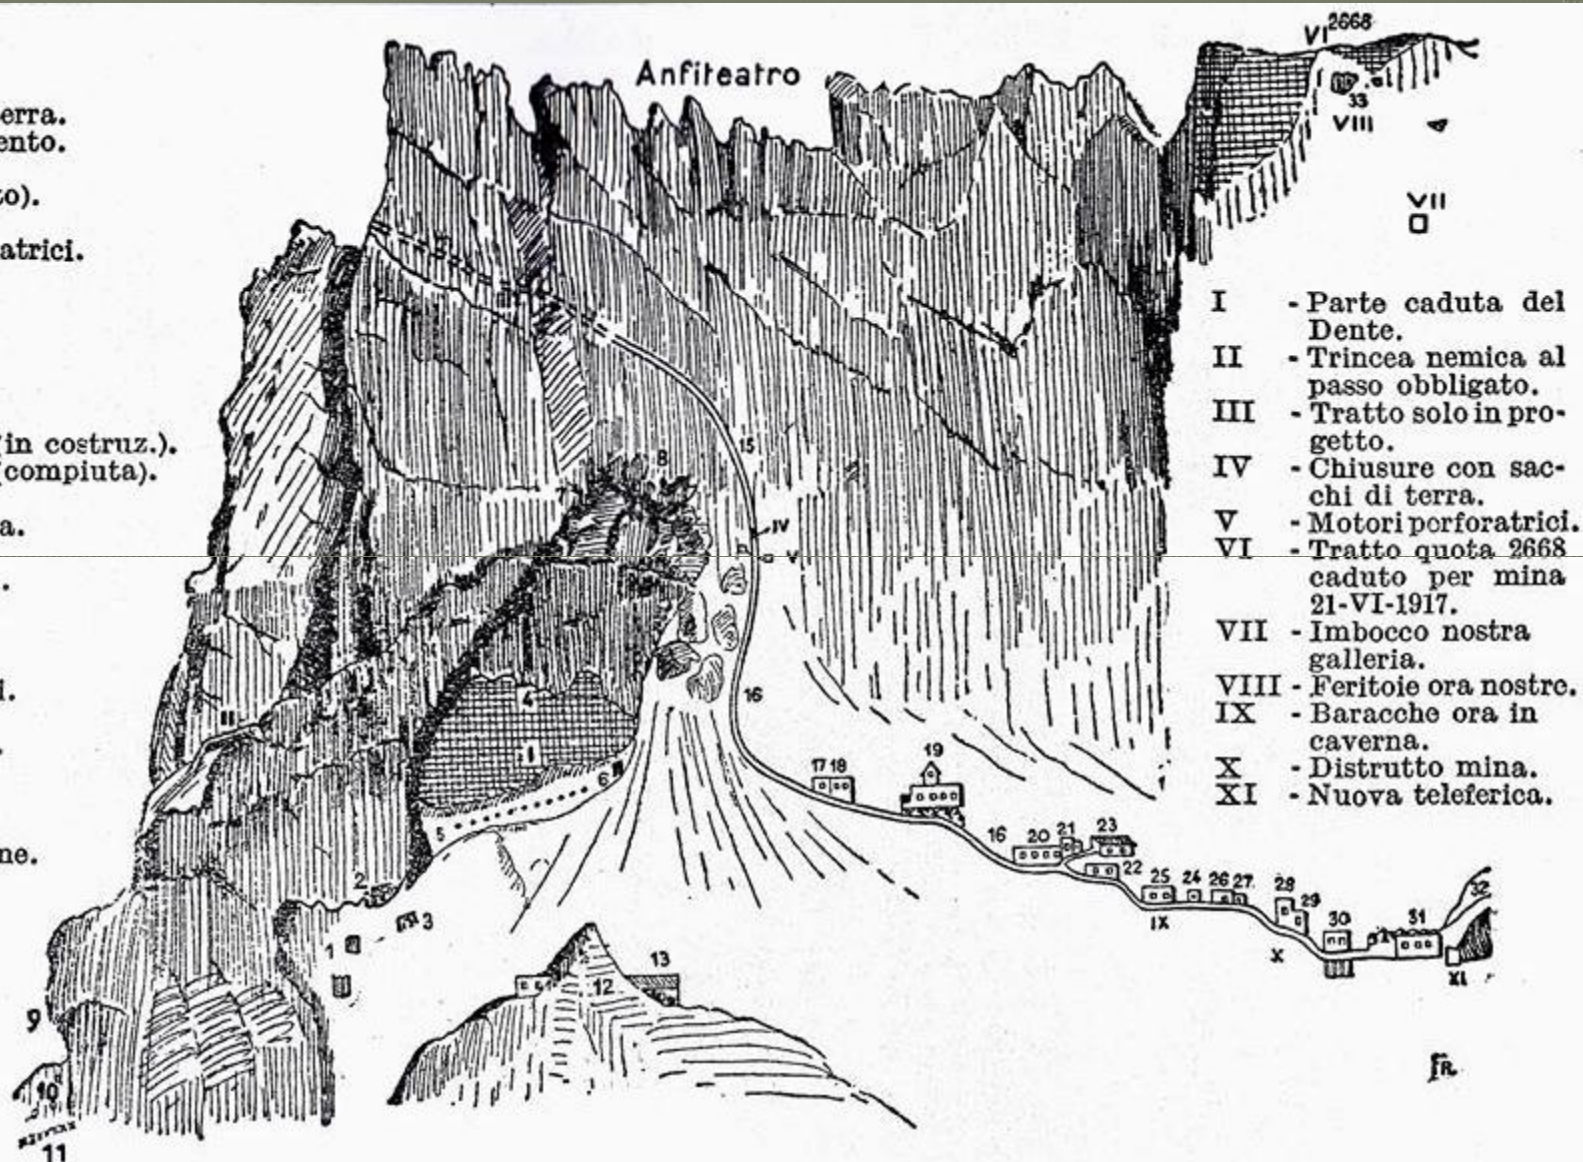 erra.
ento.
to).
atrici.
(in costruz.).
(compiuta).
a.
.
i.
.
ne.
Anfiteatro
VI 2668
33
VIII
VII
I - Parte caduta del
Dente.
II - Trincea nemica al
passo obbligato.
III - Tratto solo in pro-
getto.
IV - Chiusure con sac-
chi di terra.
V - Motori perforatrici.
VI - Tratto quota 2668
caduto per mina
21-VI-1917.
VII - Imbocco nostra
galleria.
VIII - Feritoie ora nostre.
IX - Baracche ora in
caverna.
X - Distrutto mina.
XI - Nuova teleferica.
III
15
8
7
IV
V
16
4
II
I
6
5
17 18
19
16
20
21
23
22
25
24
26
27
28
29
30
31
32
IX
X
XI
2
3
1
13
12
9
10
11
FR